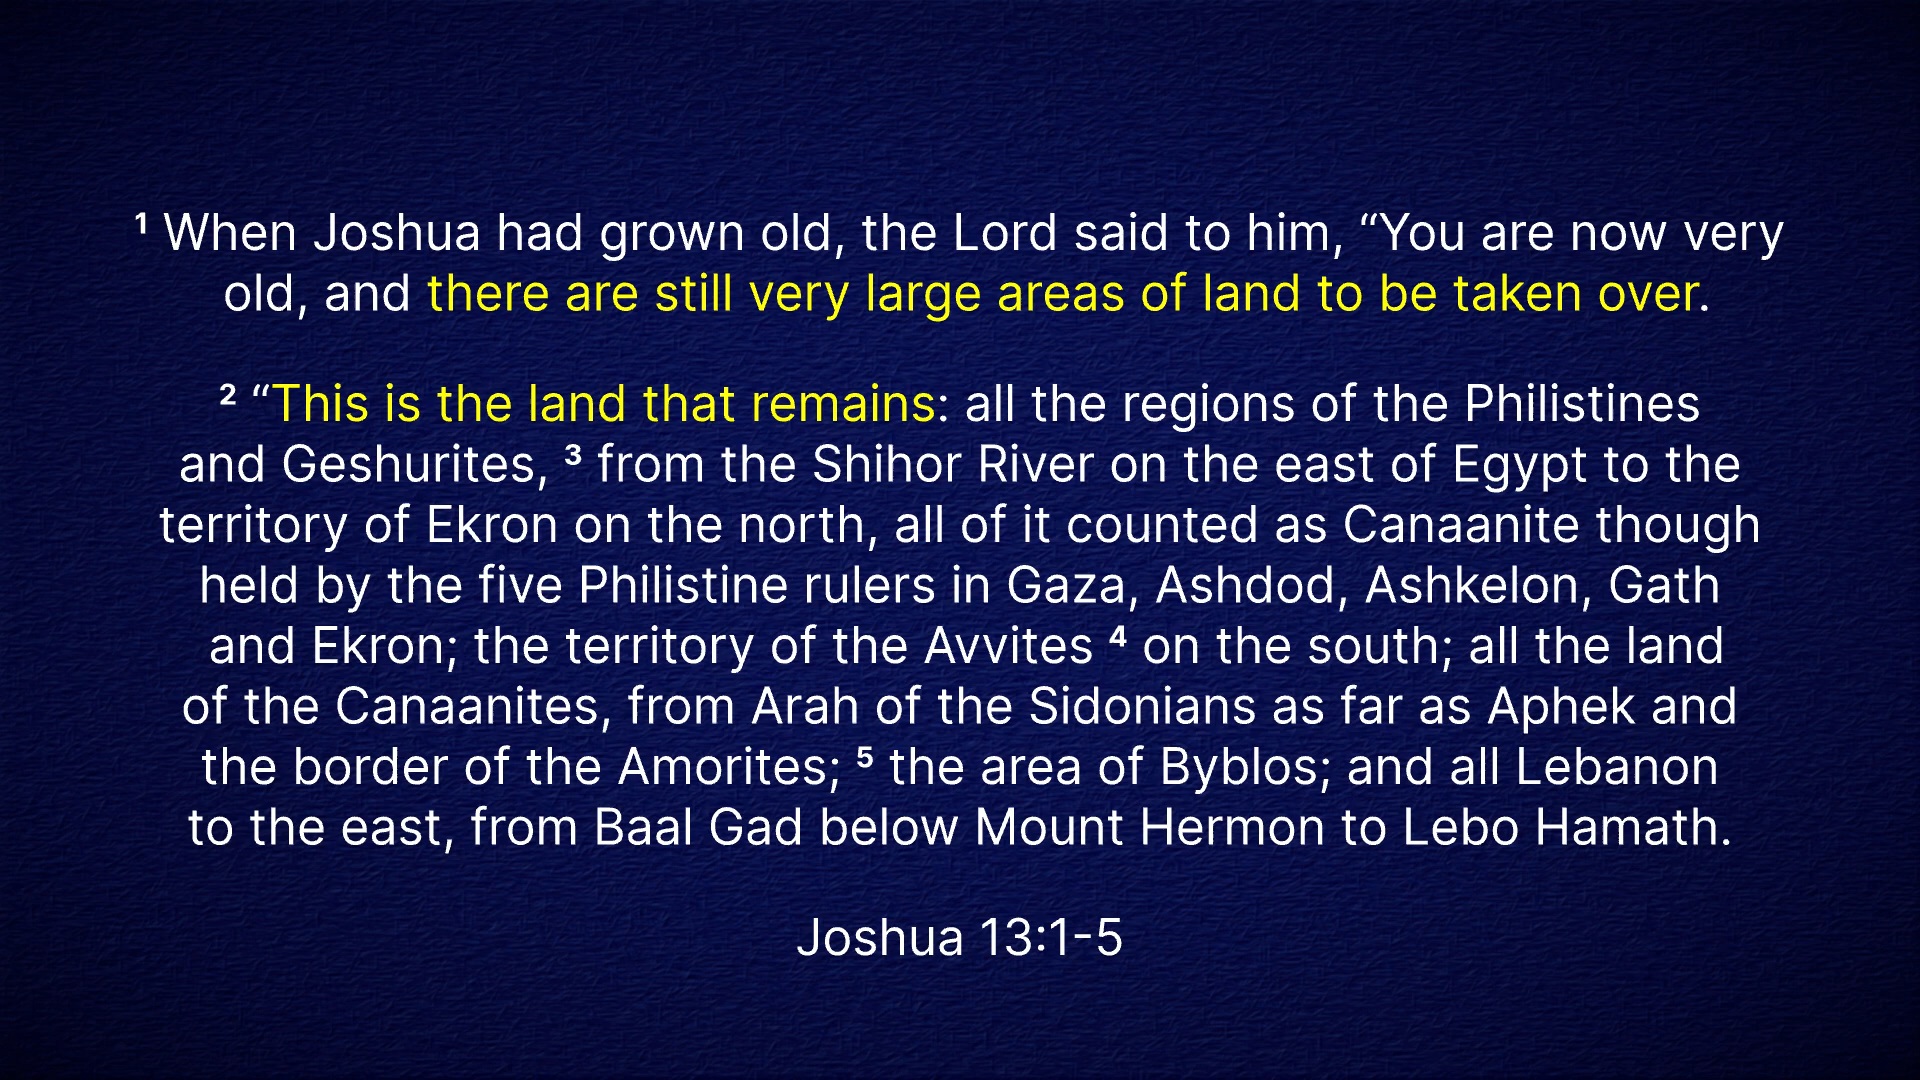 ¹ When Joshua had grown old, the Lord said to him, “You are now very
old, and there are still very large areas of land to be taken over.
² “This is the land that remains: all the regions of the Philistines
and Geshurites, ³ from the Shihor River on the east of Egypt to the
territory of Ekron on the north, all of it counted as Canaanite though
held by the five Philistine rulers in Gaza, Ashdod, Ashkelon, Gath
and Ekron; the territory of the Avvites ⁴ on the south; all the land
of the Canaanites, from Arah of the Sidonians as far as Aphek and
the border of the Amorites; ⁵ the area of Byblos; and all Lebanon
to the east, from Baal Gad below Mount Hermon to Lebo Hamath.
Joshua 13:1-5